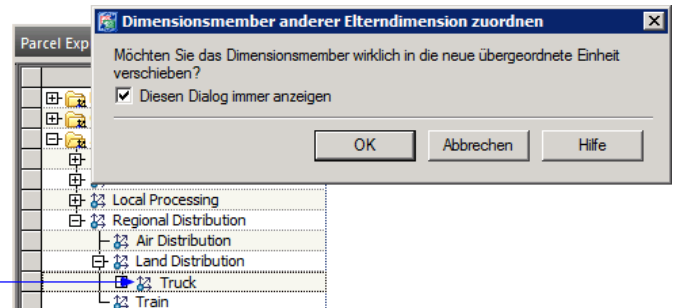 Dimensionsmember anderer Elterndimension zuordnen
Parcel Exp
Möchten Sie das Dimensionsmember wirklich in die neue übergeordnete Einheit
verschieben?
Diesen Dialog immer anzeigen
OK
Abbrechen
Hilfe
Local Processing
Regional Distribution
Air Distribution
Land Distribution
Truck
Train